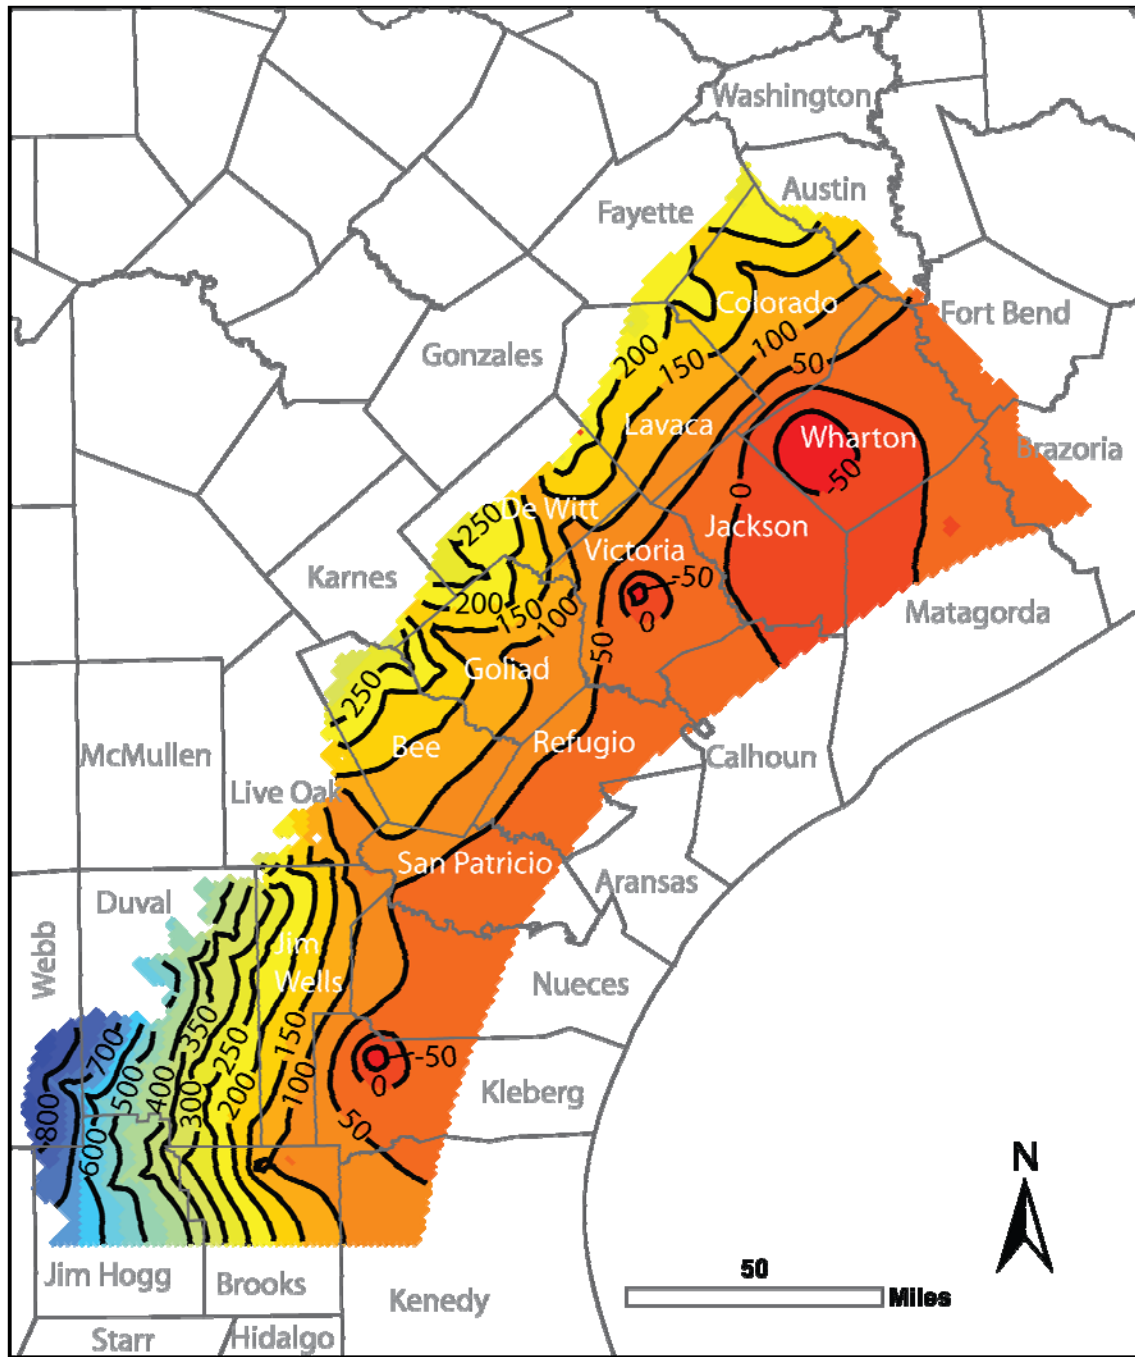 Washington
Austin
Fayette
Colorado
Fort Bend
200
100
Gonzales
150
50
Lavaca
Wharton
Brazoria
-50
0
250
De Witt
Jackson
Victoria
Karnes
-50
200
150
100
0
Matagorda
50
Goliad
250
Bee
Refugio
McMullen
Calhoun
Live Oak
San Patricio
Aransas
Duval
Webb
Jim
Wells
Nueces
350
150
250
700
-50
500
400
300
200
100
0
Kleberg
800
600
50
N
Jim Hogg
Brooks
50
Miles
Kenedy
Starr
Hidalgo